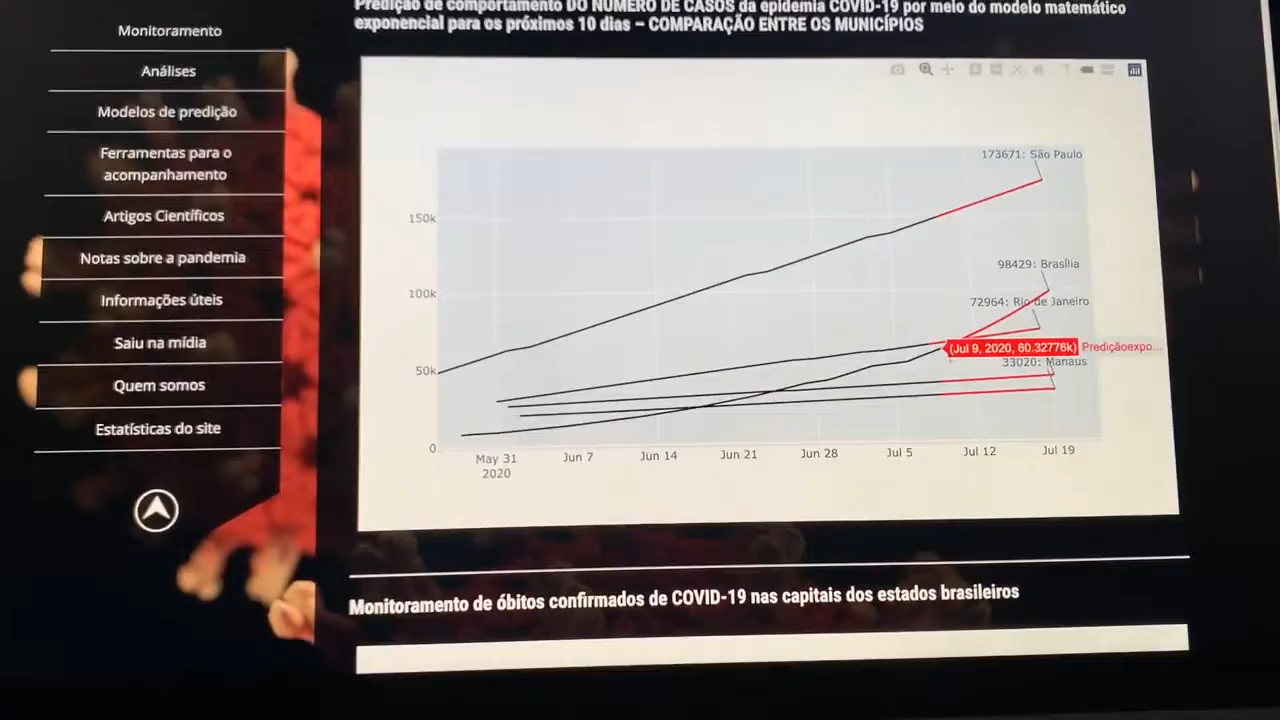 Predição de comportamento DO NÚMERO DE CASOS da epidemia COVID-19 por meio do modelo matemático
exponencial para os próximos 10 dias – COMPARAÇÃO ENTRE OS MUNICÍPIOS
Monitoramento
Análises
Modelos de predição
Ferramentas para o
acompanhamento
Artigos Científicos
Notas sobre a pandemia
Informações úteis
Saiu na mídia
Quem somos
Estatísticas do site
173671: São Paulo
150k
98429: Brasília
100k
72964: Rio de Janeiro
(Jul 9, 2020, 60.32776k) Prediçãoexpo...
33020: Manaus
50k
0
May 31
2020
Jun 7
Jun 14
Jun 21
Jun 28
Jul 5
Jul 12
Jul 19
Monitoramento de óbitos confirmados de COVID-19 nas capitais dos estados brasileiros